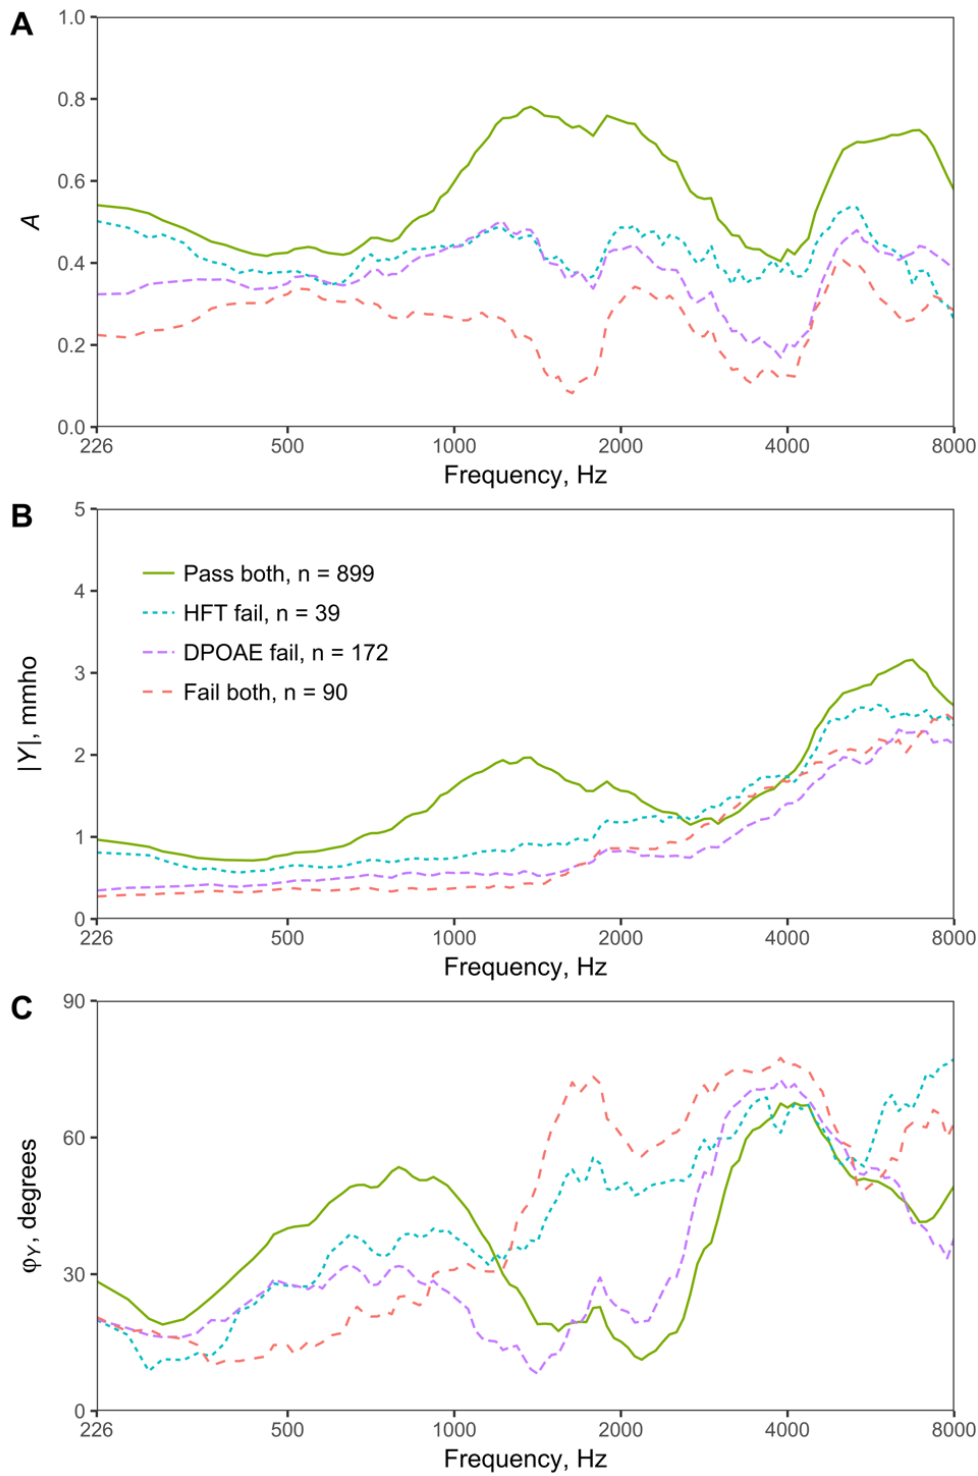 A
1.0
0.8
0.6
0.4
0.2
0.0
A
226 500 1000 2000 4000 8000
Frequency, Hz
B
5
4
3
2
1
0
|Y|, mmho
Pass both, n = 899
HFT fail, n = 39
DPOAE fail, n = 172
Fail both, n = 90
226 500 1000 2000 4000 8000
Frequency, Hz
C
90
60
30
0
φY, degrees
226 500 1000 2000 4000 8000
Frequency, Hz